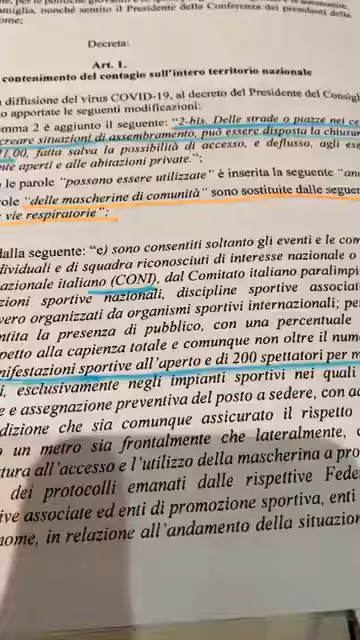 miglia, nonché sentito il Presidente della Conferenza dei presidenti delle
ome;
Decreta:
Art. 1.
contenimento del contagio sull'intero territorio nazionale
a diffusione del virus COVID-19, al decreto del Presidente del Consigl
o apportate le seguenti modificazioni:
omma 2 è aggiunto il seguente: "2-bis. Delle strade o piazze nei ce
creare situazioni di assembramento, può essere disposta la chiusur
1,00, fatta salva la possibilità di accesso, e deflusso, agli ese
nte aperti e alle abitazioni private.";
o le parole "possono essere utilizzate" è inserita la seguente "anc
role "delle mascherine di comunità" sono sostituite dalle seguen
vie respiratorie";
dalla seguente: "e) sono consentiti soltanto gli eventi e le com
dividuali e di squadra riconosciuti di interesse nazionale o
azionale italiano (CONI), dal Comitato italiano paralimpi
zioni sportive nazionali, discipline sportive associat
vero organizzati da organismi sportivi internazionali; pe
ntita la presenza di pubblico, con una percentuale
petto alla capienza totale e comunque non oltre il num
nifestazioni sportive all'aperto e di 200 spettatori per m
i, esclusivamente negli impianti sportivi nei quali
e e assegnazione preventiva del posto a sedere, con ad
dizione che sia comunque assicurato il rispetto
o un metro sia frontalmente che lateralmente, c
tura all'accesso e l'utilizzo della mascherina a pro
dei protocolli emanati dalle rispettive Feder
ive associate ed enti di promozione sportiva, enti
nome, in relazione all'andamento della situazion